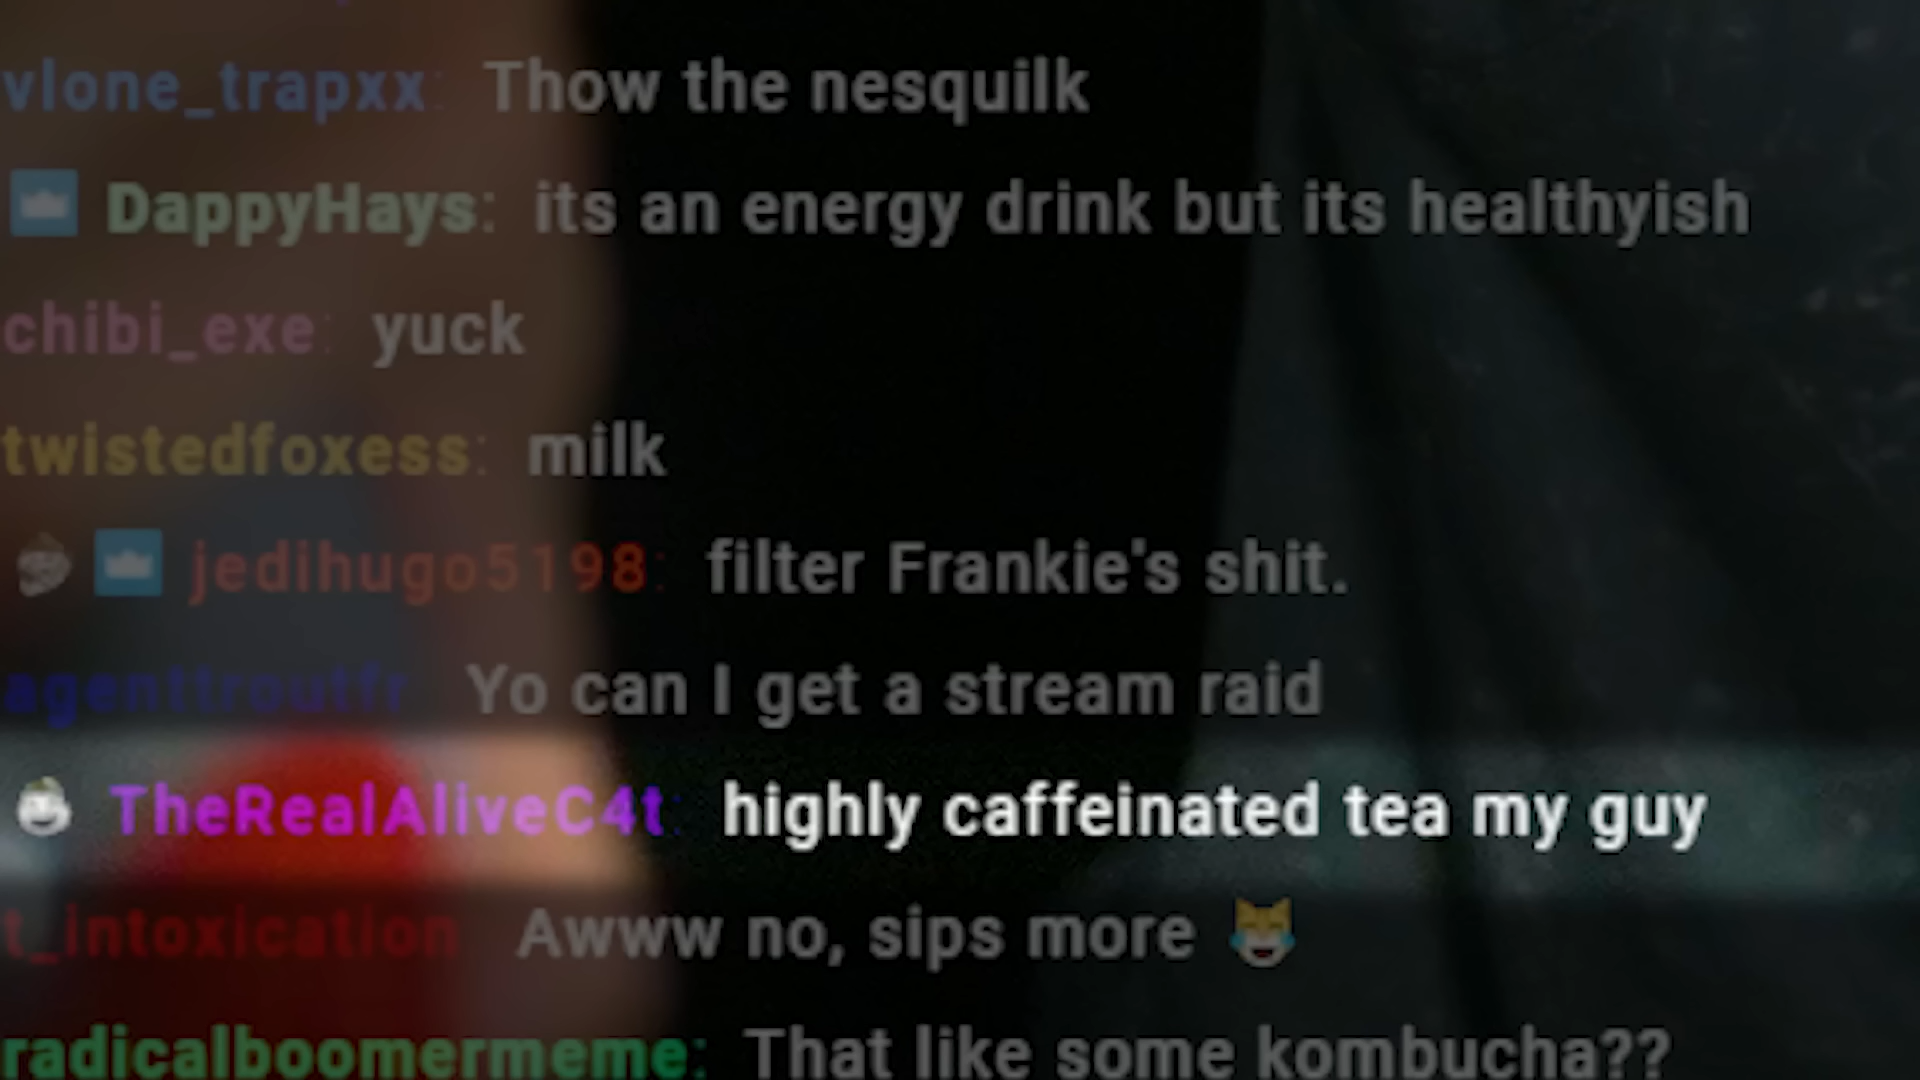 vlone_trapxx: Thow the nesquilk
DappyHays: its an energy drink but its healthyish
chibi_exe: yuck
twistedfoxess: milk
jedihugo5198: filter Frankie's shit.
agenttroutfr Yo can I get a stream raid
TheRealAliveC4t: highly caffeinated tea my guy
t_intoxication Awww no, sips more 😹
radicalboomermeme: That like some kombucha??